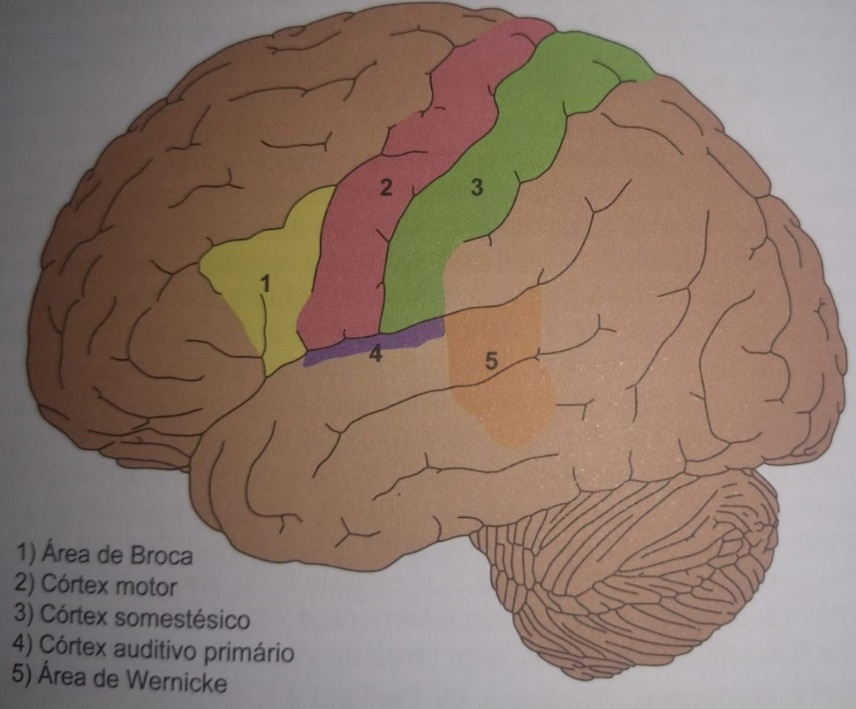 2
3
1
4
5
1) Área de Broca
2) Córtex motor
3) Córtex somestésico
4) Córtex auditivo primário
5) Área de Wernicke